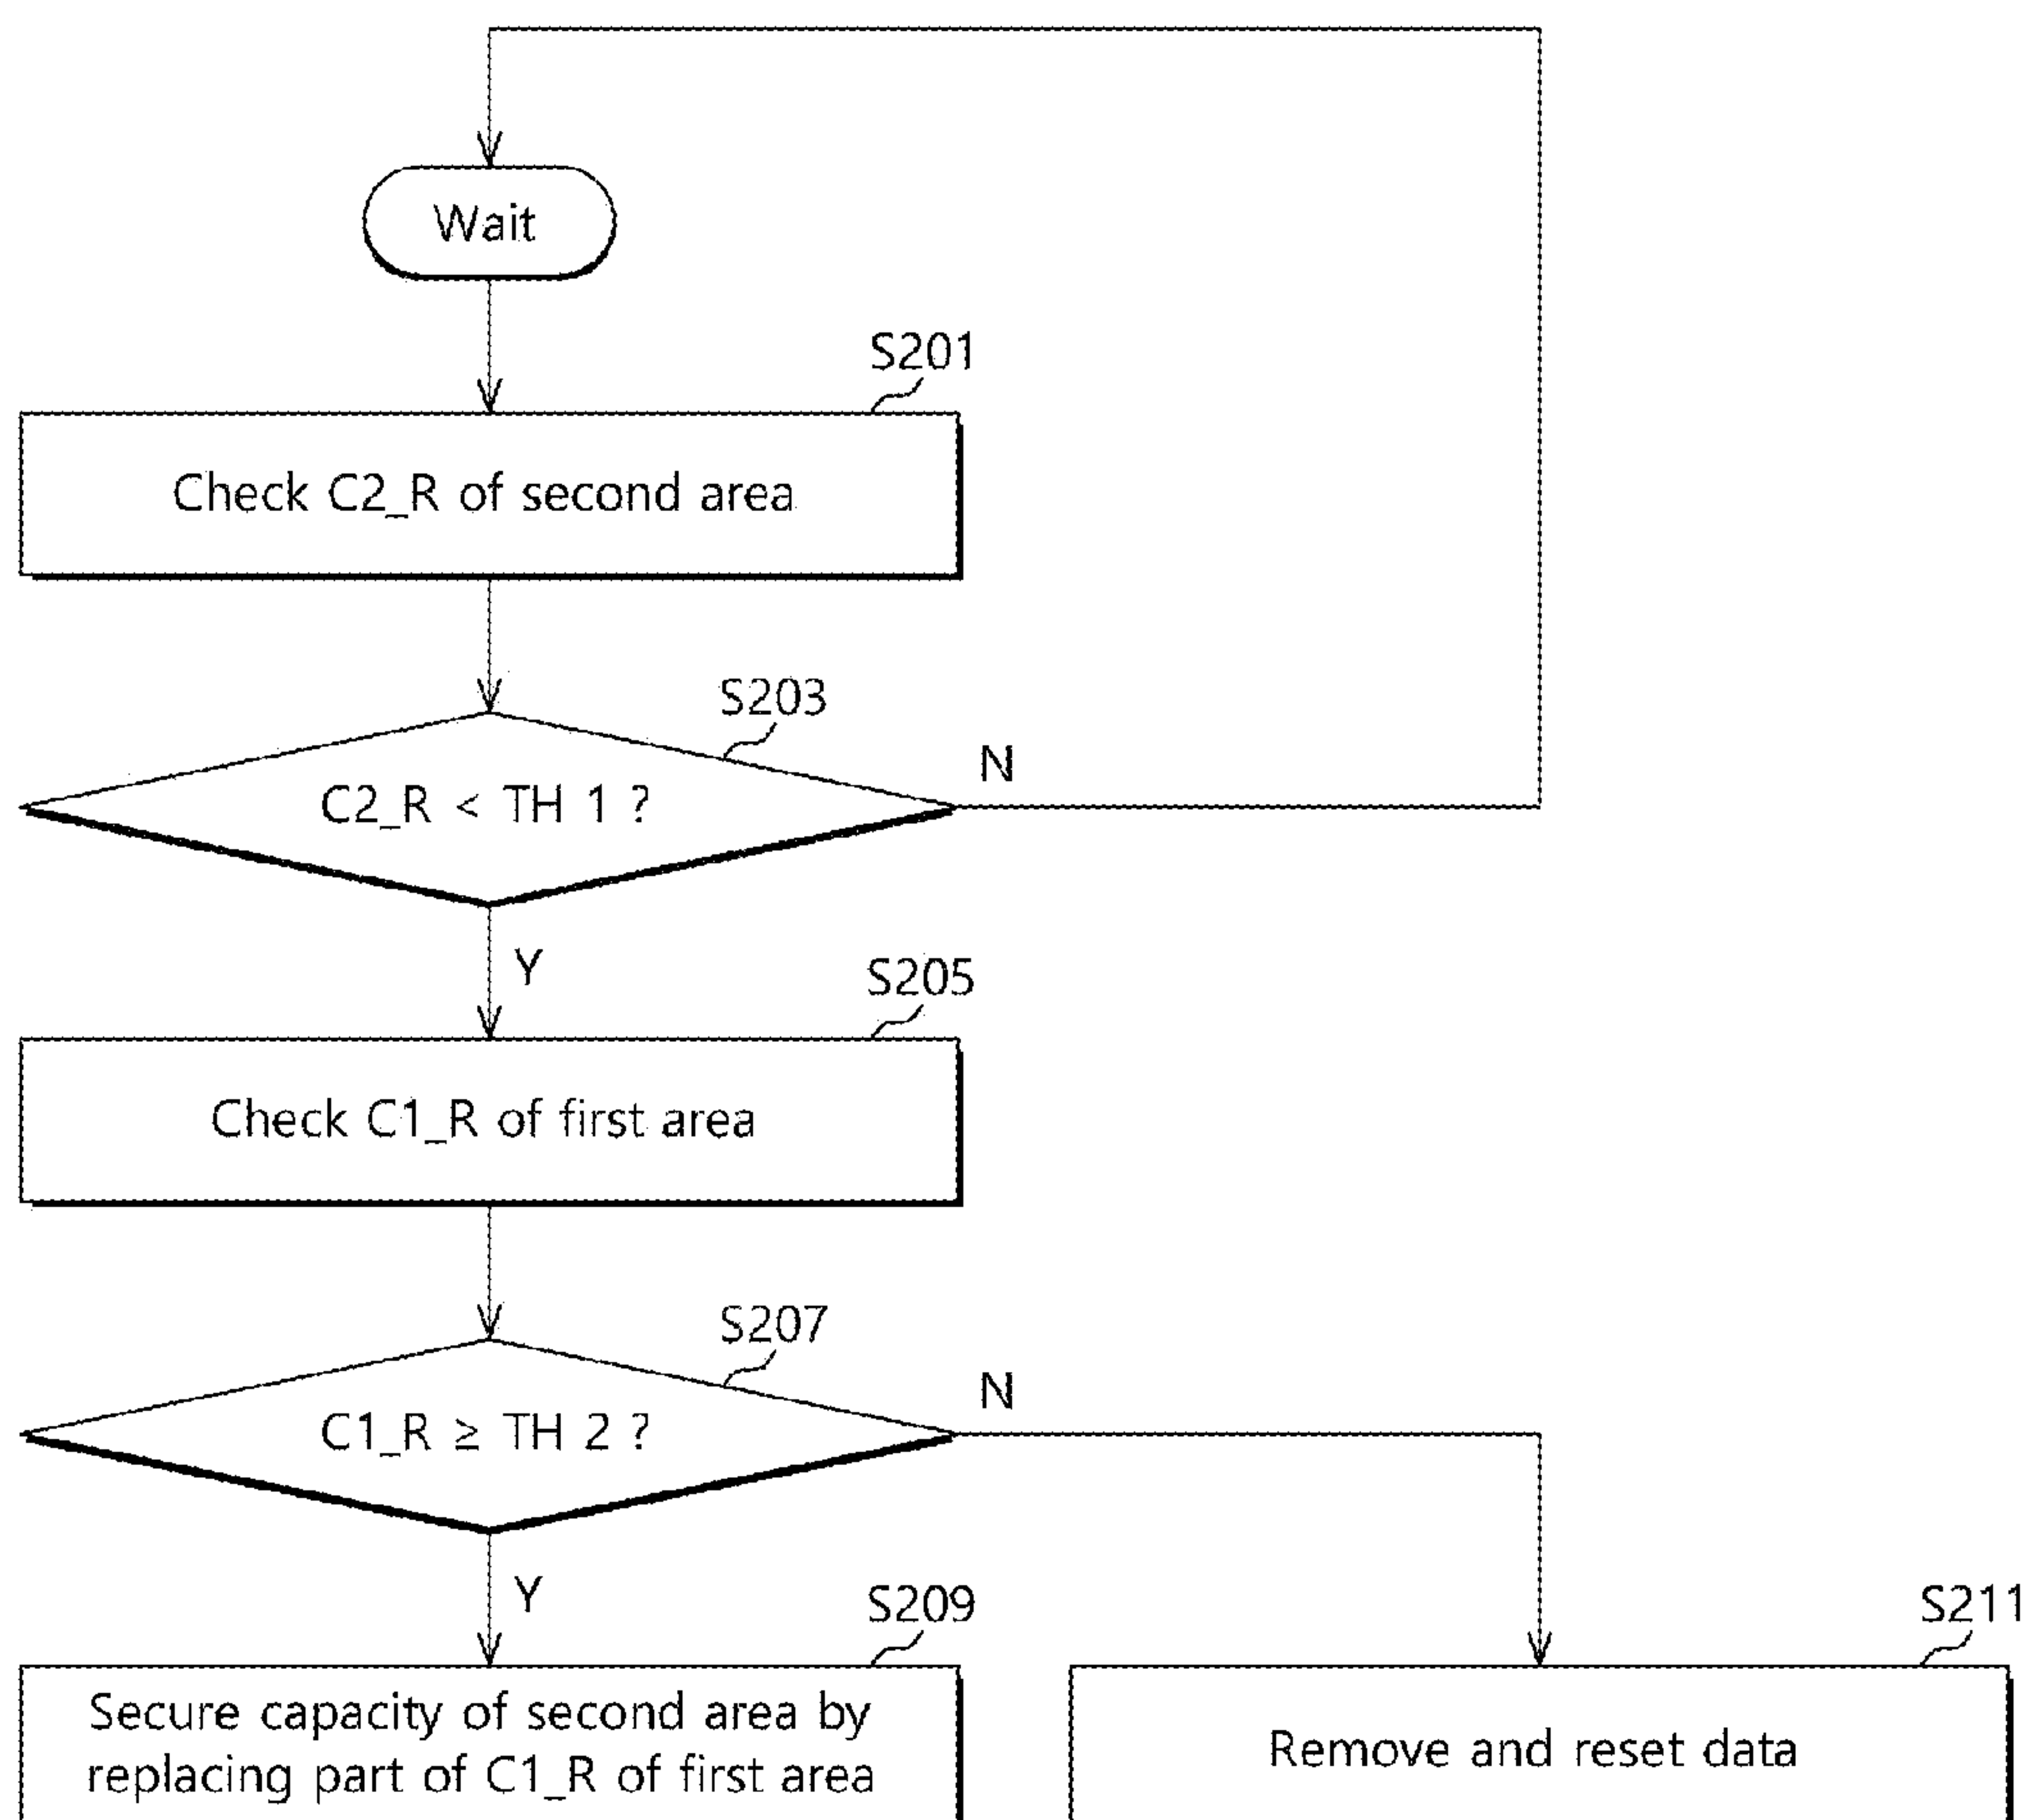 Wait
S201
Check C2_R of second area
S203
C2_R < TH 1 ?
N
Y
S205
Check C1_R of first area
S207
C1_R ≥ TH 2 ?
N
Y
S209
Secure capacity of second area by
replacing part of C1_R of first area
S211
Remove and reset data